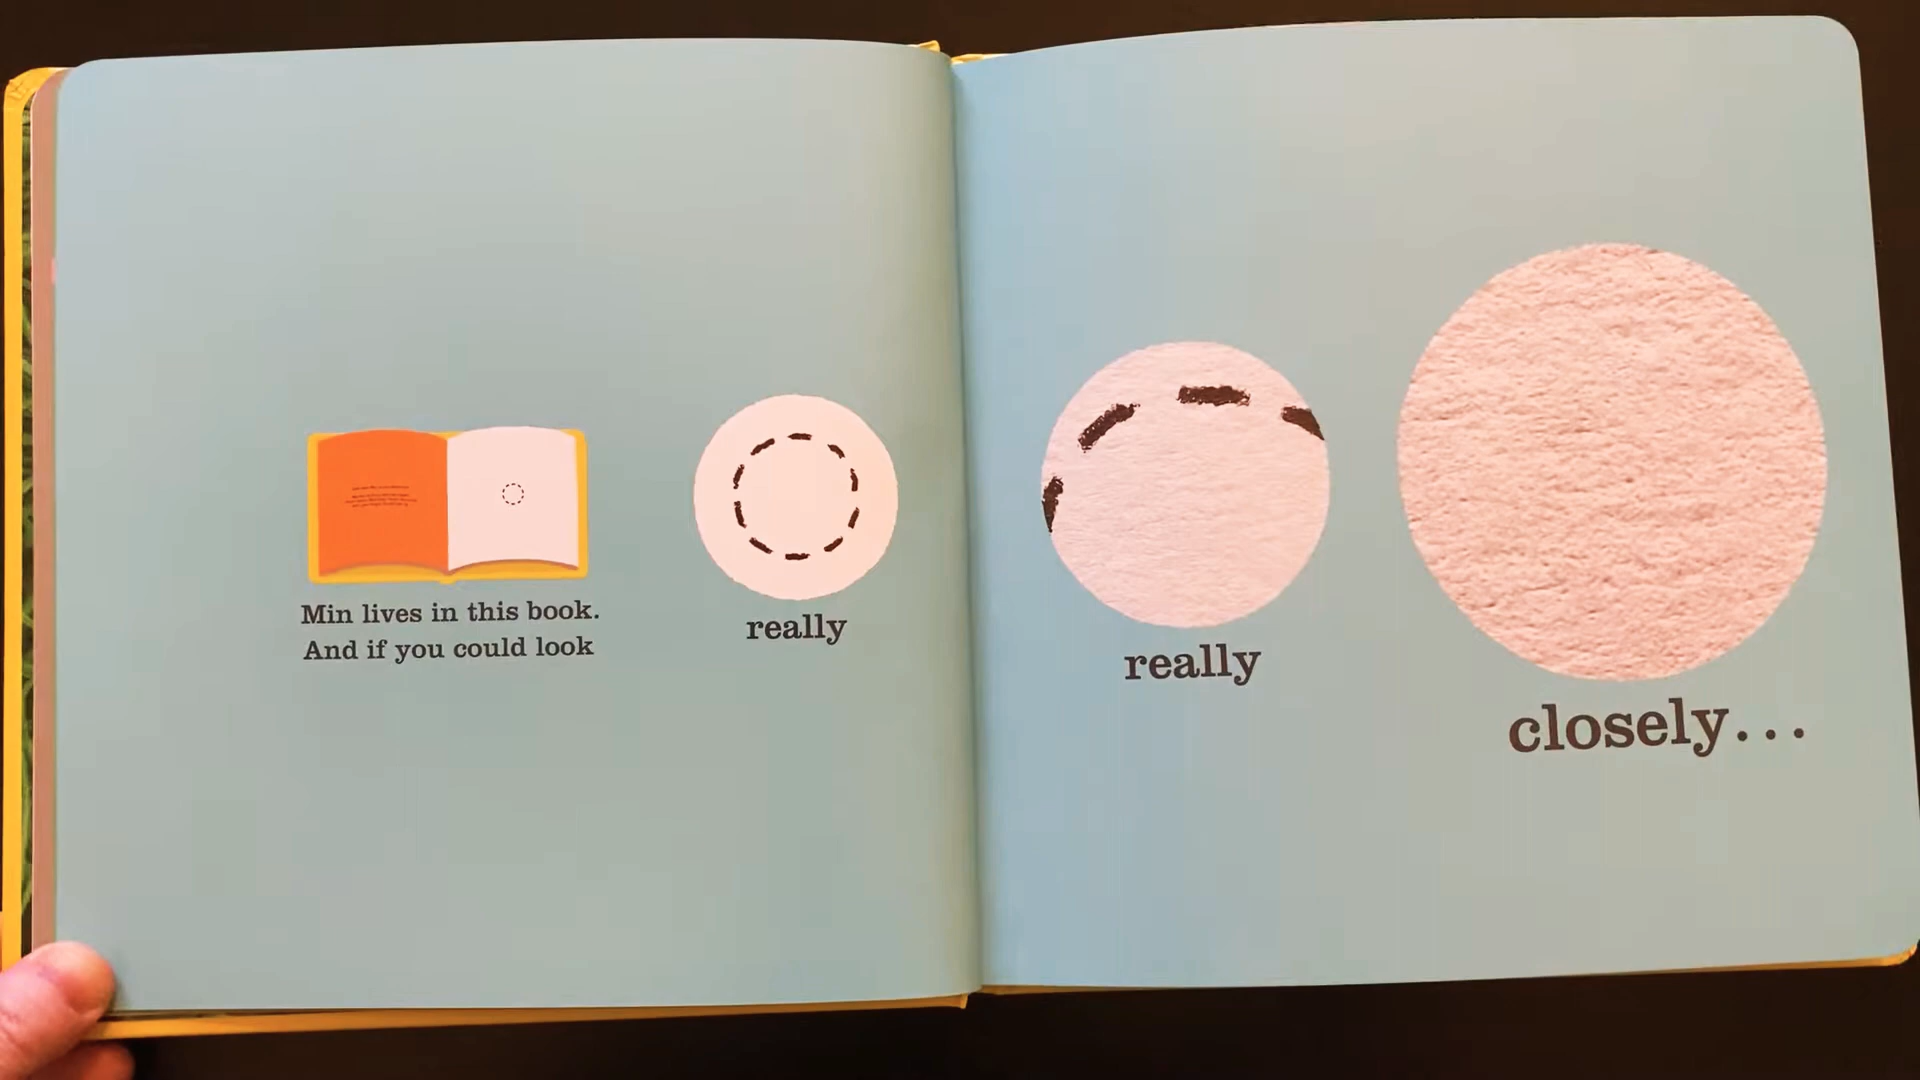 Min lives in this book.
And if you could look
really
really
closely...